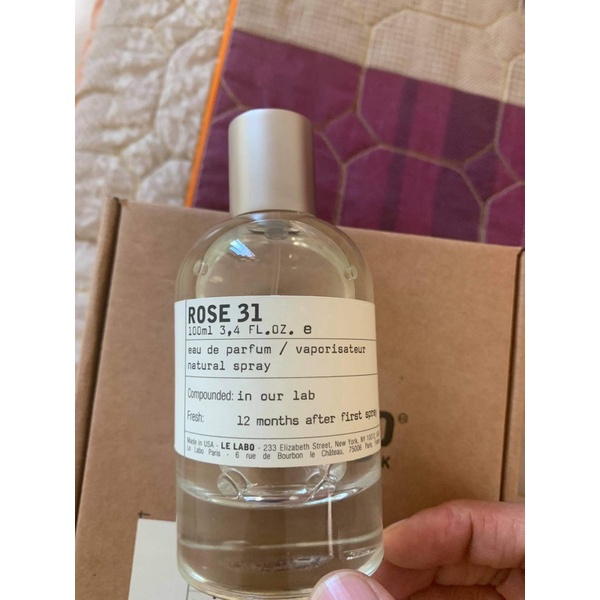 ROSE 31
100ml 3,4 FL.OZ. e
eau de parfum / vaporisateur
natural spray
Compounded: in our lab
Fresh: 12 months after first spray
Made in USA - LE LABO - 233 Elizabeth Street, New York, NY 10012,
Le Labo Paris - 6 rue de Bourbon le Château, 75006 Paris,
O®
K